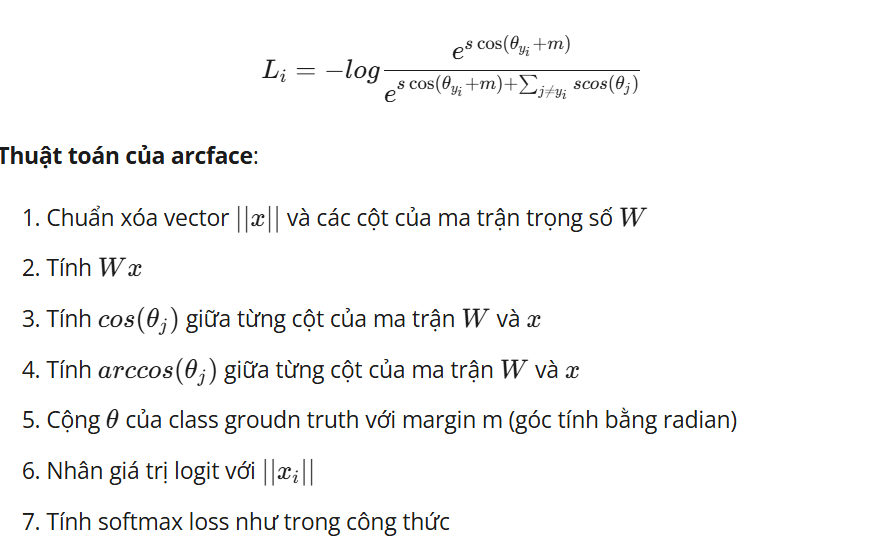 $L_i = -log\frac{e^{s\cos(\theta_{y_i}+m)}}{e^{s\cos(\theta_{y_i}+m)+\sum_{j\neq y_i} scos(\theta_j)}}$
Thuật toán của arcface:
1. Chuẩn xóa vector $||x||$ và các cột của ma trận trọng số $W$
2. Tính $Wx$
3. Tính $cos(\theta_j)$ giữa từng cột của ma trận $W$ và $x$
4. Tính $arccos(\theta_j)$ giữa từng cột của ma trận $W$ và $x$
5. Cộng $\theta$ của class groudn truth với margin m (góc tính bằng radian)
6. Nhân giá trị logit với $||x_i||$
7. Tính softmax loss như trong công thức